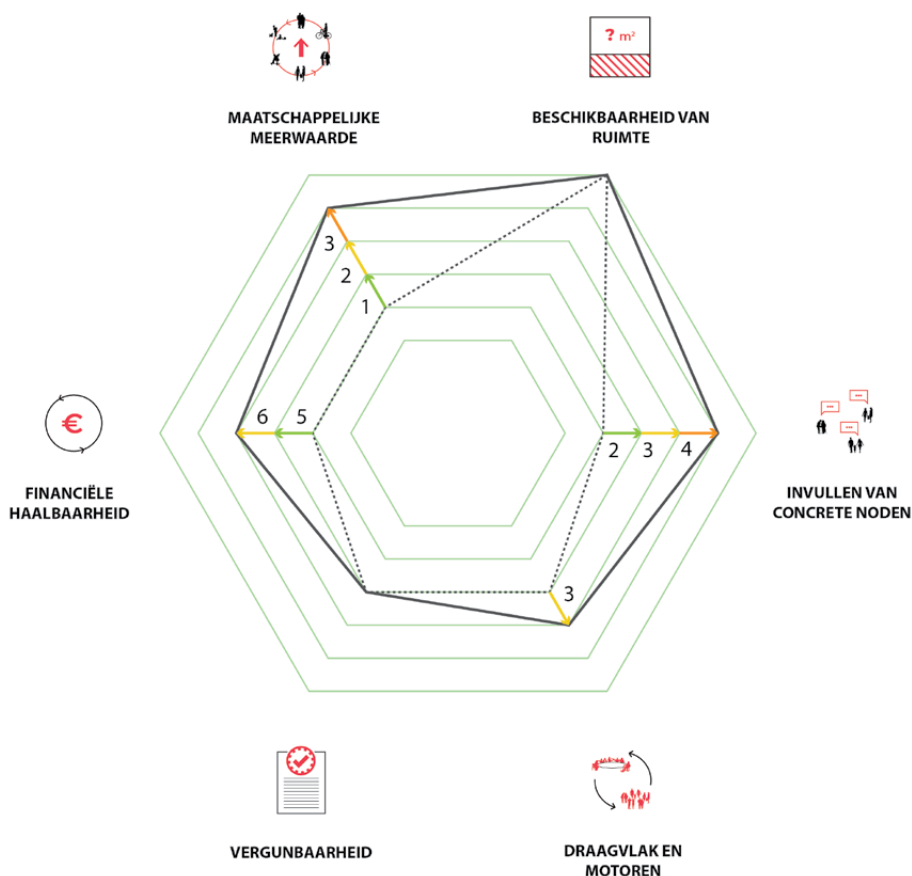 ? m²
MAATSCHAPPELIJKE
MEERWAARDE
BESCHIKBAARHEID VAN
RUIMTE
3
2
1
6
5
2
3
4
€
FINANCIËLE
HAALBAARHEID
INVULLEN VAN
CONCRETE NODEN
3
VERGUNBAARHEID
DRAAGVLAK EN
MOTOREN